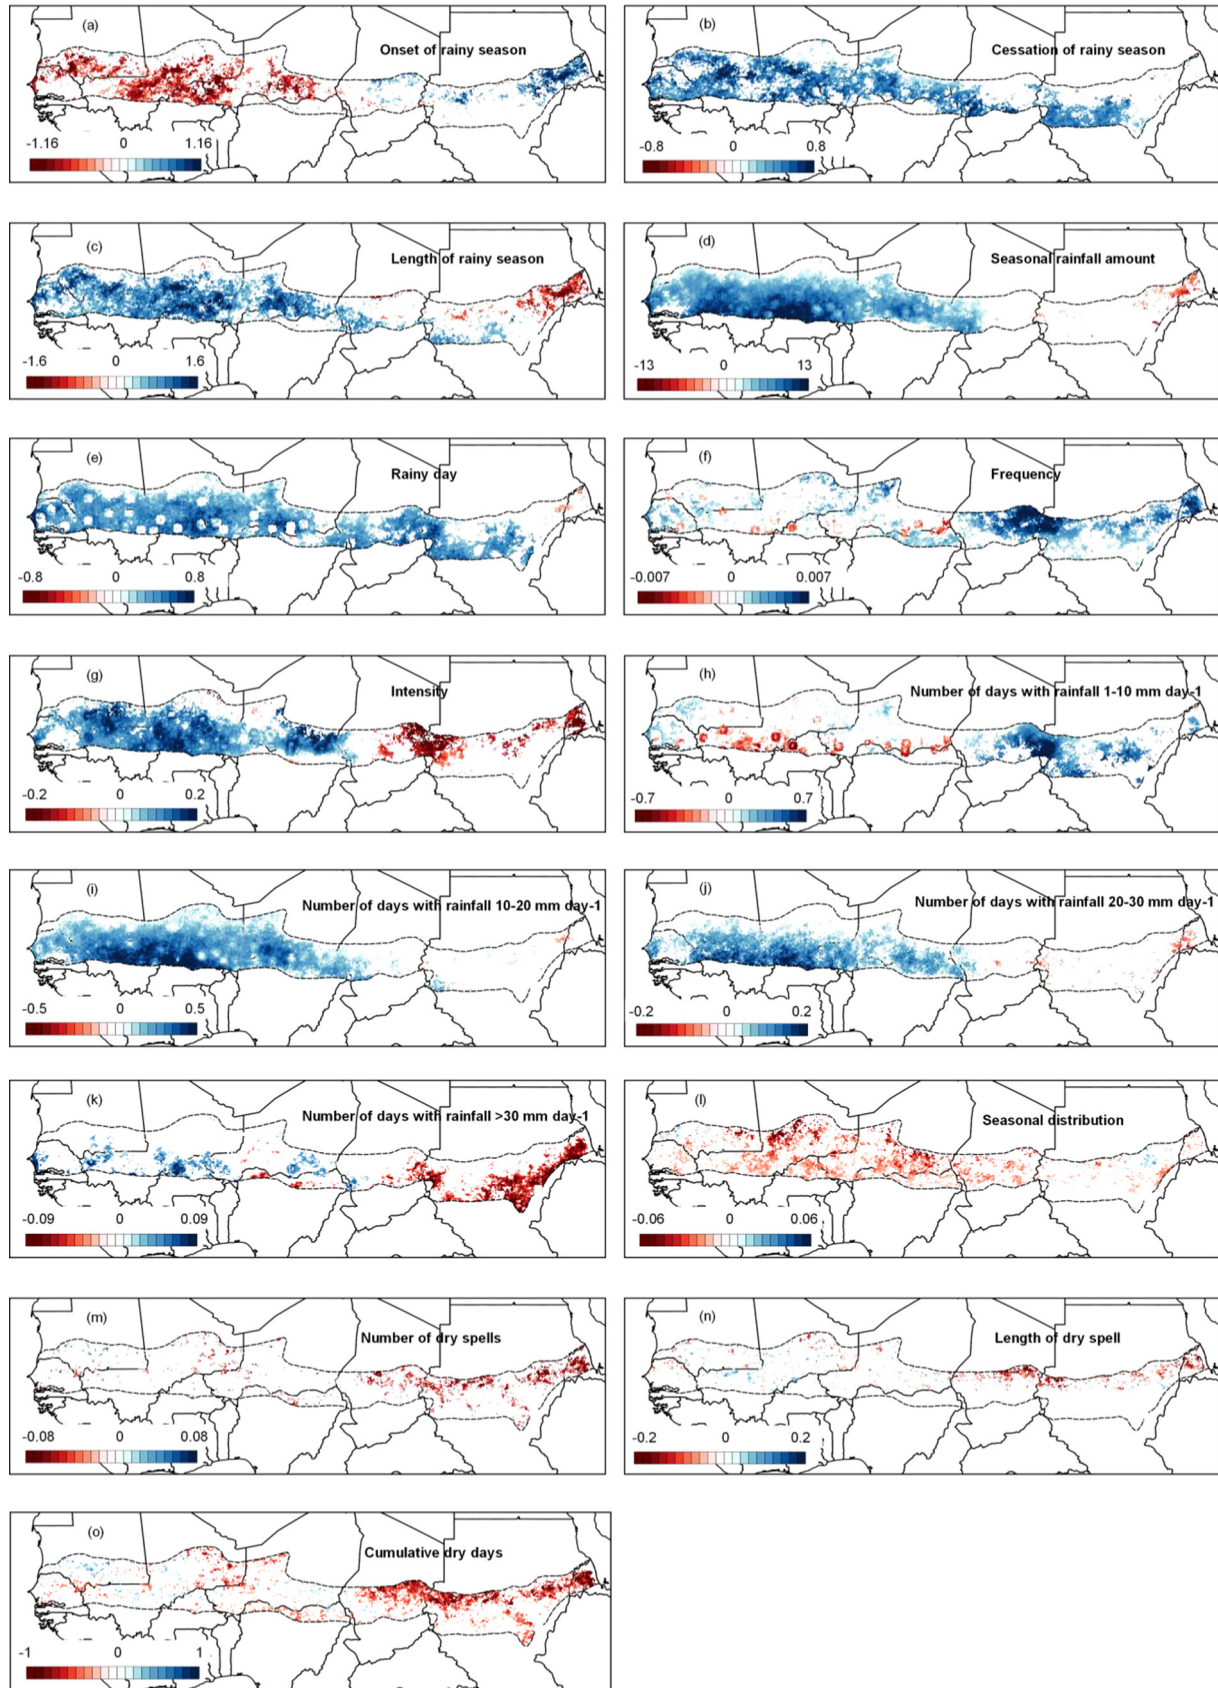 (a)
Onset of rainy season
-1.16 0 1.16
(b)
Cessation of rainy season
-0.8 0 0.8
(c)
Length of rainy season
-1.6 0 1.6
(d)
Seasonal rainfall amount
-13 0 13
(e)
Rainy day
-0.8 0 0.8
(f)
Frequency
-0.007 0 0.007
(g)
Intensity
-0.2 0 0.2
(h)
Number of days with rainfall 1-10 mm day-1
-0.7 0 0.7
(i)
Number of days with rainfall 10-20 mm day-1
-0.5 0 0.5
(j)
Number of days with rainfall 20-30 mm day-1
-0.2 0 0.2
(k)
Number of days with rainfall >30 mm day-1
-0.09 0 0.09
(l)
Seasonal distribution
-0.06 0 0.06
(m)
Number of dry spells
-0.08 0 0.08
(n)
Length of dry spell
-0.2 0 0.2
(o)
Cumulative dry days
-1 0 1